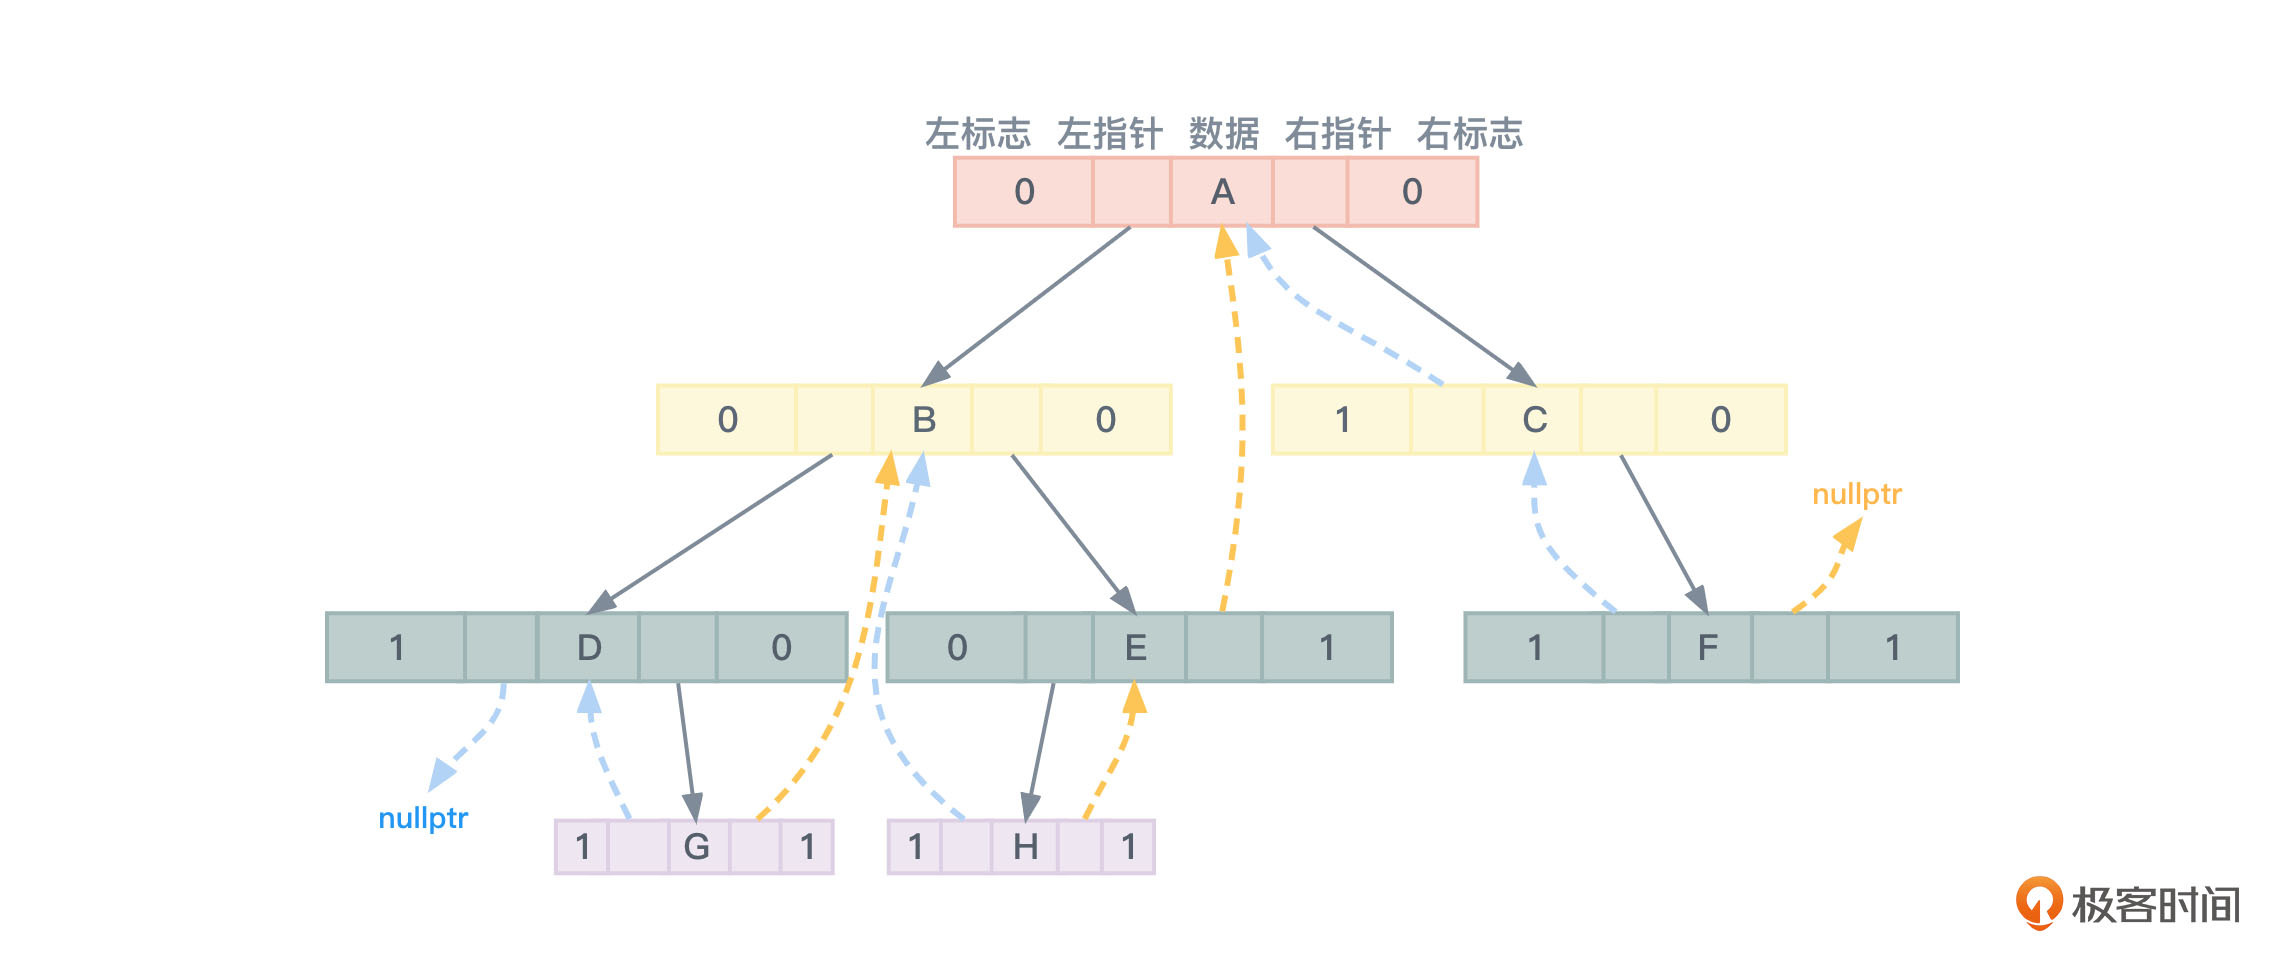 左标志 左指针 数据 右指针 右标志
0 A 0
0 B 0
1 C 0
nullptr
1 D 0
0 E 1
1 F 1
nullptr
1 G 1
1 H 1
极客时间